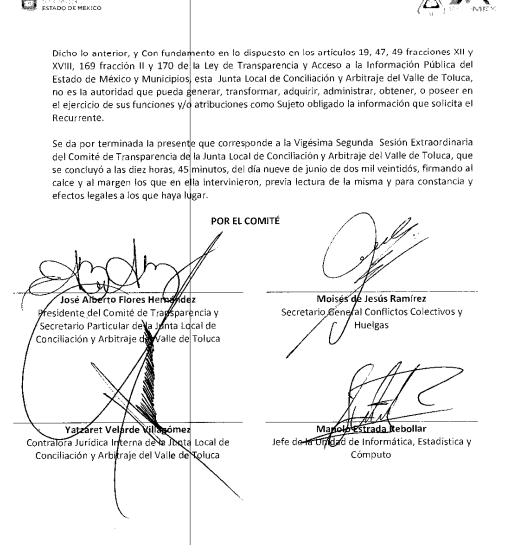 ESTADO DE MÉXICO
Dicho lo anterior, y Con fundamento en lo dispuesto en los artículos 19, 47, 49 fracciones XII y
XVIII, 169 fracción II y 170 de la Ley de Transparencia y Acceso a la Información Pública del
Estado de México y Municipios, esta Junta Local de Conciliación y Arbitraje del Valle de Toluca,
no es la autoridad que pueda generar, transformar, adquirir, administrar, obtener, o poseer en
el ejercicio de sus funciones y/o atribuciones como Sujeto obligado la información que solicita el
Recurrente.
Se da por terminada la presente que corresponde a la Vigésima Segunda Sesión Extraordinaria
del Comité de Transparencia de la Junta Local de Conciliación y Arbitraje del Valle de Toluca, que
se concluyó a las diez horas, 45 minutos, del día nueve de junio de dos mil veintidós, firmando al
calce y al margen los que en ella intervinieron, previa lectura de la misma y para constancia y
efectos legales a los que haya lugar.
POR EL COMITÉ
José Alberto Flores Hernández
Presidente del Comité de Transparencia y
Secretario Particular de la Junta Local de
Conciliación y Arbitraje del Valle de Toluca
Moisés de Jesús Ramírez
Secretario General Conflictos Colectivos y
Huelgas
Yatzaret Velarde Villagómez
Contralora Jurídica Interna de la Junta Local de
Conciliación y Arbitraje del Valle de Toluca
Manolo Estrada Rebollar
Jefe de la Unidad de Informática, Estadística y
Cómputo